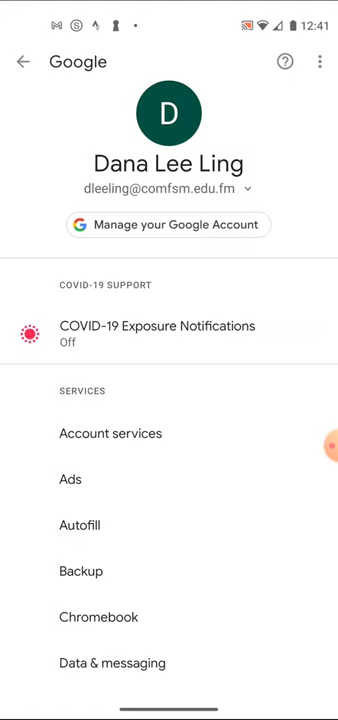 12:41
Google
D
Dana Lee Ling
dleeling@comfsm.edu.fm
G Manage your Google Account
COVID-19 SUPPORT
COVID-19 Exposure Notifications
Off
SERVICES
Account services
Ads
Autofill
Backup
Chromebook
Data & messaging